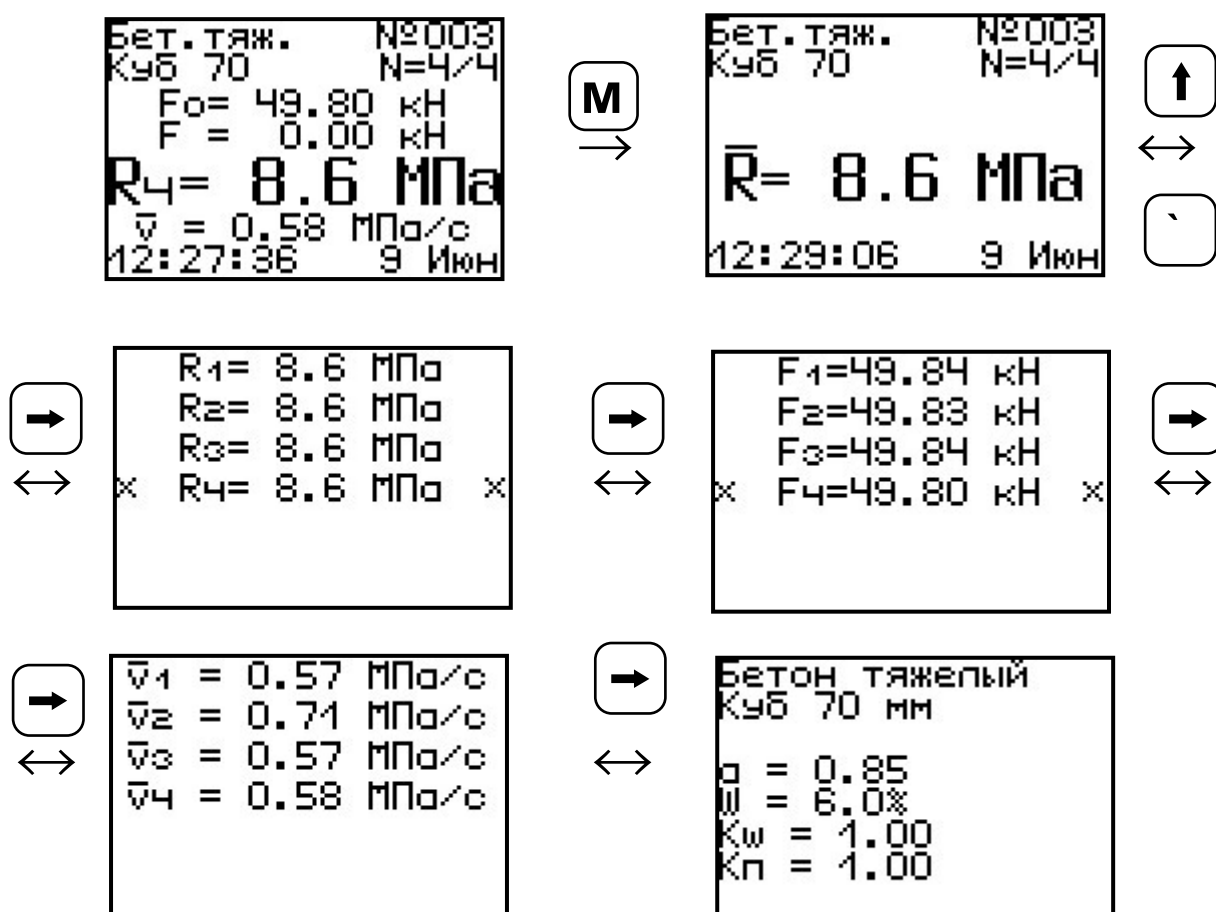 Бет.тяж. №003
Куб 70 N=4/4
Fo= 49.80 кН
F = 0.00 кН
R4= 8.6 МПа
v̅ = 0.58 МПа/с
12:27:36 9 Июн
M
Бет.тяж. №003
Куб 70 N=4/4
R̅= 8.6 МПа
12:29:06 9 Июн
`
R1= 8.6 МПа
R2= 8.6 МПа
R3= 8.6 МПа
× R4= 8.6 МПа ×
F1=49.84 кН
F2=49.83 кН
F3=49.84 кН
× F4=49.80 кН ×
v̅1 = 0.57 МПа/с
v̅2 = 0.71 МПа/с
v̅3 = 0.57 МПа/с
v̅4 = 0.58 МПа/с
Бетон тяжелый
Куб 70 мм
a = 0.85
W = 6.0%
Kw = 1.00
Кп = 1.00